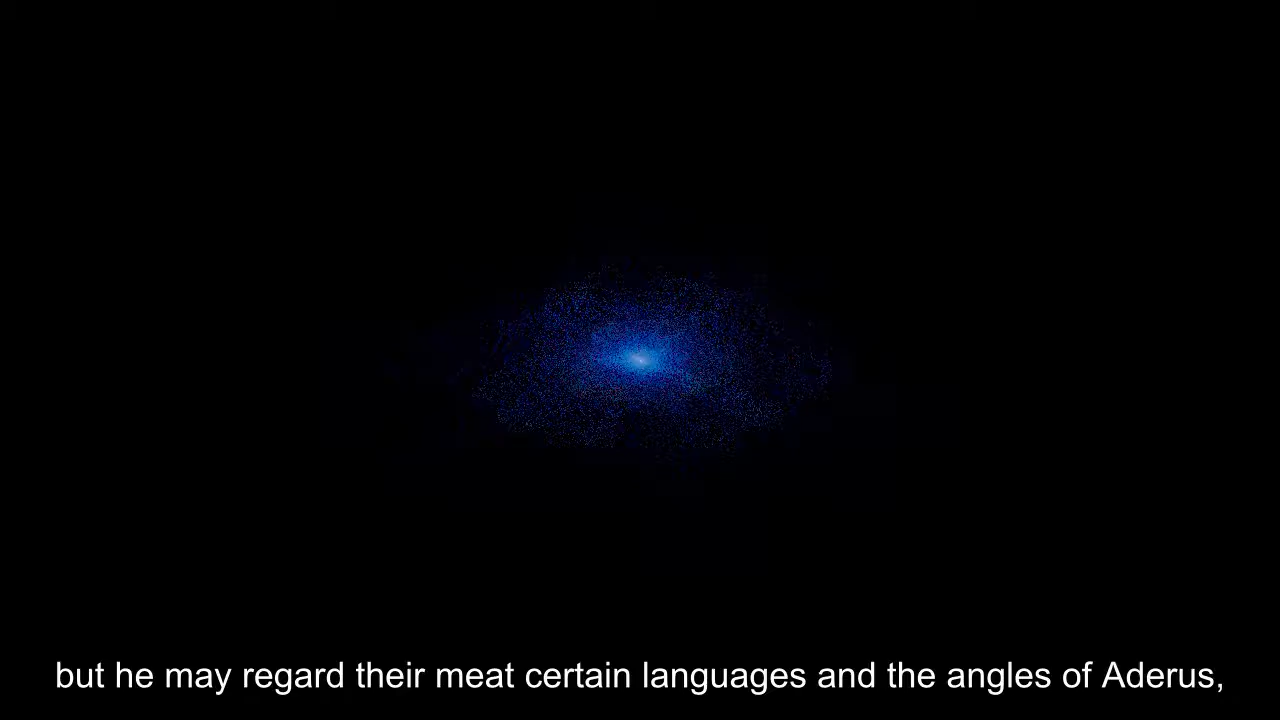 but he may regard their meat certain languages and the angles of Aderus,